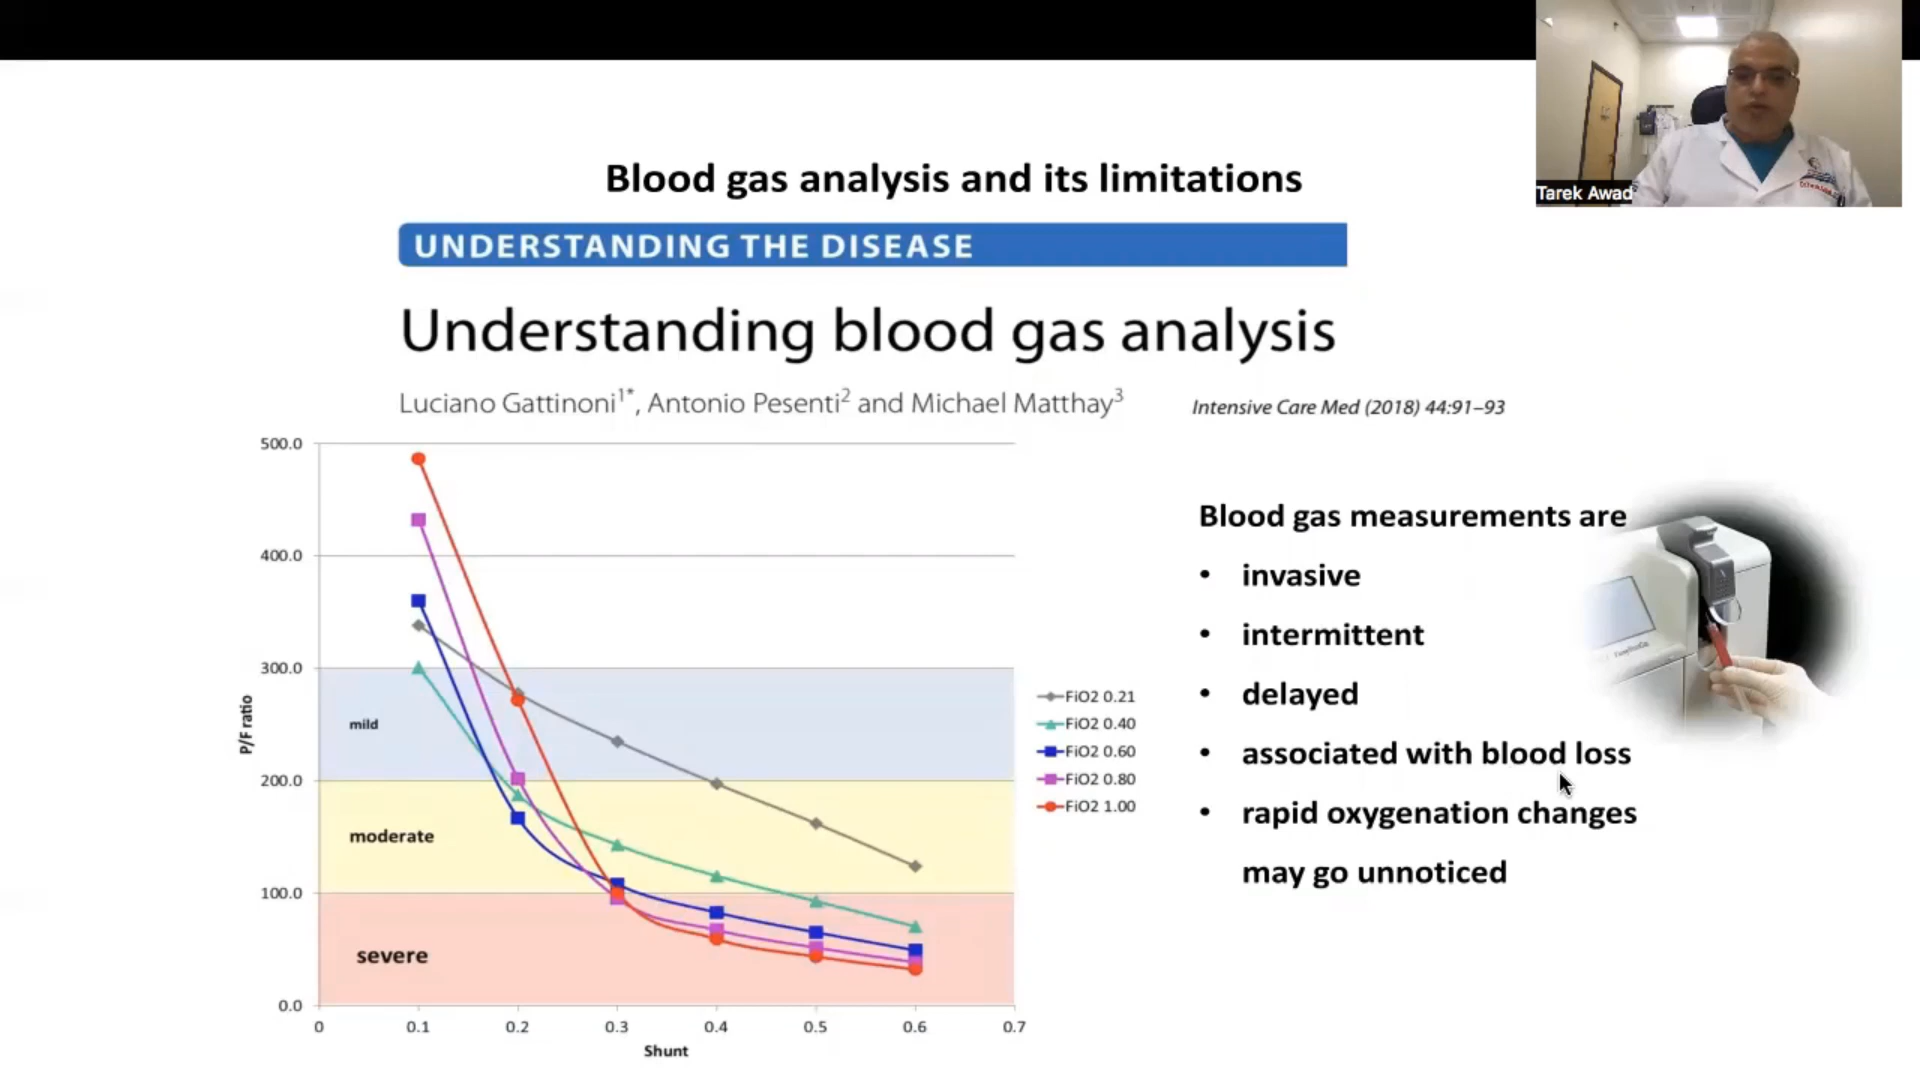 Tarek Awad
Blood gas analysis and its limitations
UNDERSTANDING THE DISEASE
Understanding blood gas analysis
Luciano Gattinoni1*, Antonio Pesenti2 and Michael Matthay3
Intensive Care Med (2018) 44:91–93
500.0
400.0
300.0
200.0
100.0
0.0
P/F ratio
mild
moderate
severe
0 0.1 0.2 0.3 0.4 0.5 0.6 0.7
Shunt
FiO2 0.21
FiO2 0.40
FiO2 0.60
FiO2 0.80
FiO2 1.00
Blood gas measurements are
• invasive
• intermittent
• delayed
• associated with blood loss
• rapid oxygenation changes
may go unnoticed